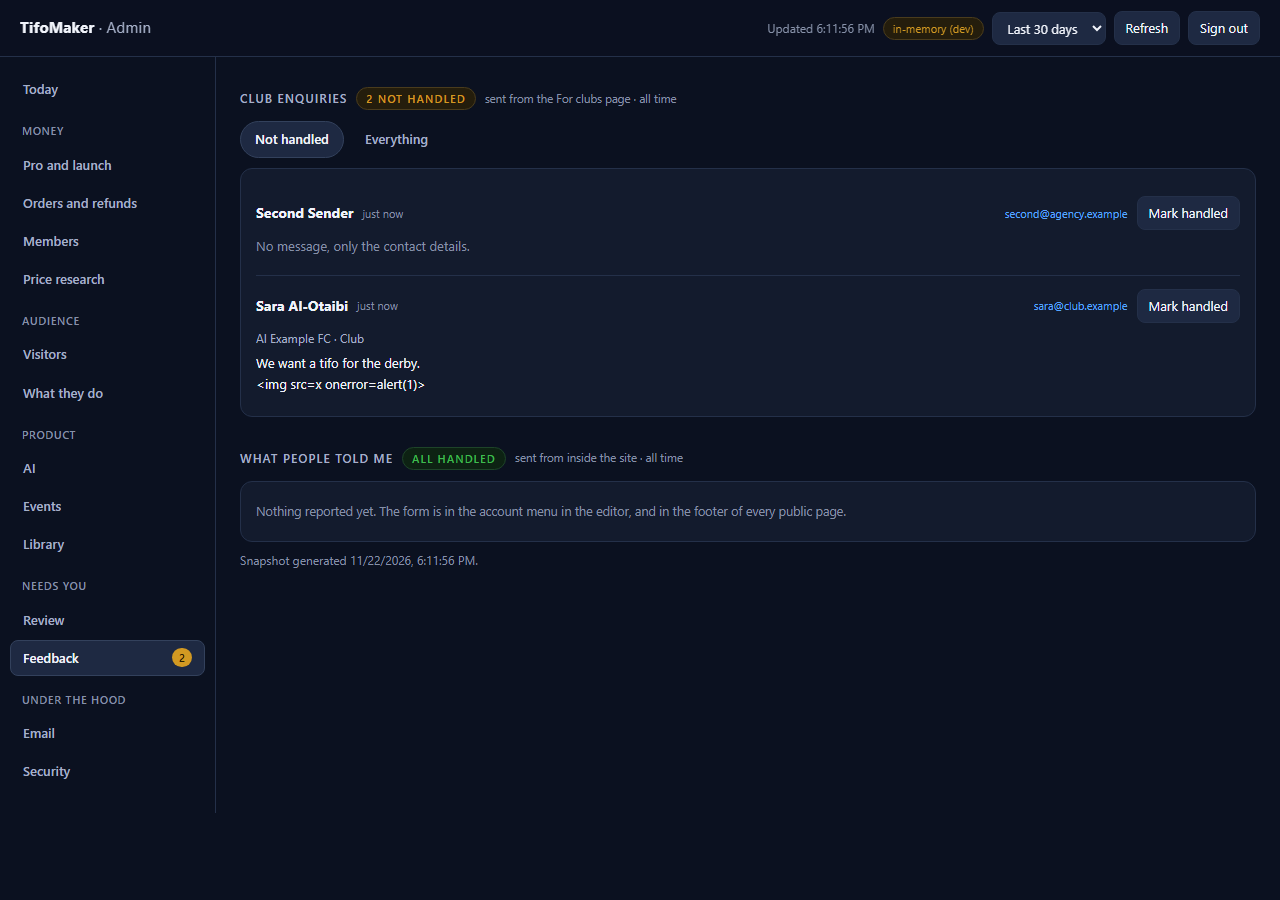 TifoMaker · Admin
Updated 6:11:56 PM
in-memory (dev)
Last 30 days
Refresh
Sign out
Today
MONEY
Pro and launch
Orders and refunds
Members
Price research
AUDIENCE
Visitors
What they do
PRODUCT
AI
Events
Library
NEEDS YOU
Review
Feedback 2
UNDER THE HOOD
Email
Security
CLUB ENQUIRIES 2 NOT HANDLED sent from the For clubs page · all time
Not handled Everything
Second Sender just now second@agency.example Mark handled
No message, only the contact details.
Sara Al-Otaibi just now sara@club.example Mark handled
Al Example FC · Club
We want a tifo for the derby.
<img src=x onerror=alert(1)>
WHAT PEOPLE TOLD ME ALL HANDLED sent from inside the site · all time
Nothing reported yet. The form is in the account menu in the editor, and in the footer of every public page.
Snapshot generated 11/22/2026, 6:11:56 PM.